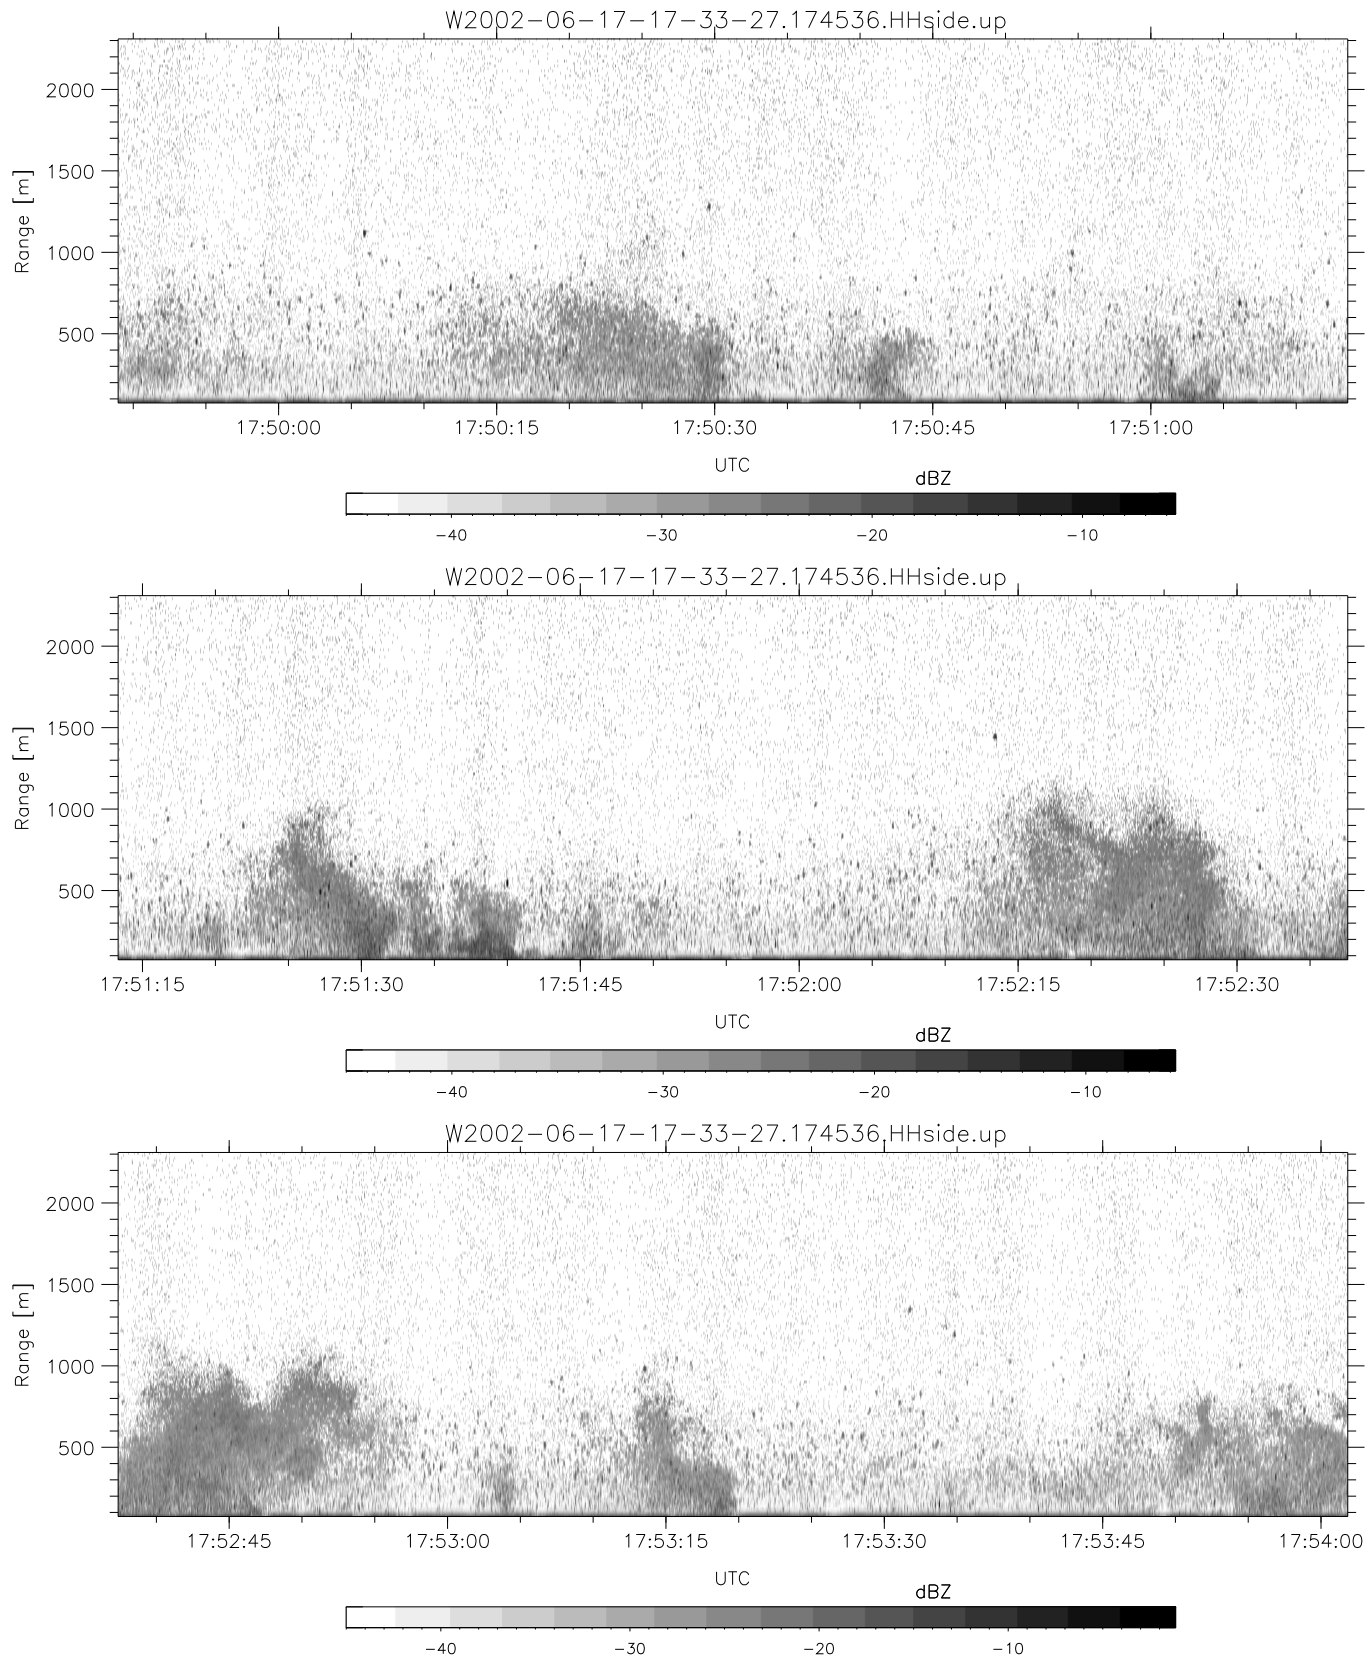 W2002-06-17-17-33-27.174536.HHside.up
2000
1500
1000
500
Range [m]
17:50:00 17:50:15 17:50:30 17:50:45 17:51:00
UTC
dBZ
-40 -30 -20 -10
W2002-06-17-17-33-27.174536.HHside.up
2000
1500
1000
500
Range [m]
17:51:15 17:51:30 17:51:45 17:52:00 17:52:15 17:52:30
UTC
dBZ
-40 -30 -20 -10
W2002-06-17-17-33-27.174536.HHside.up
2000
1500
1000
500
Range [m]
17:52:45 17:53:00 17:53:15 17:53:30 17:53:45 17:54:00
UTC
dBZ
-40 -30 -20 -10